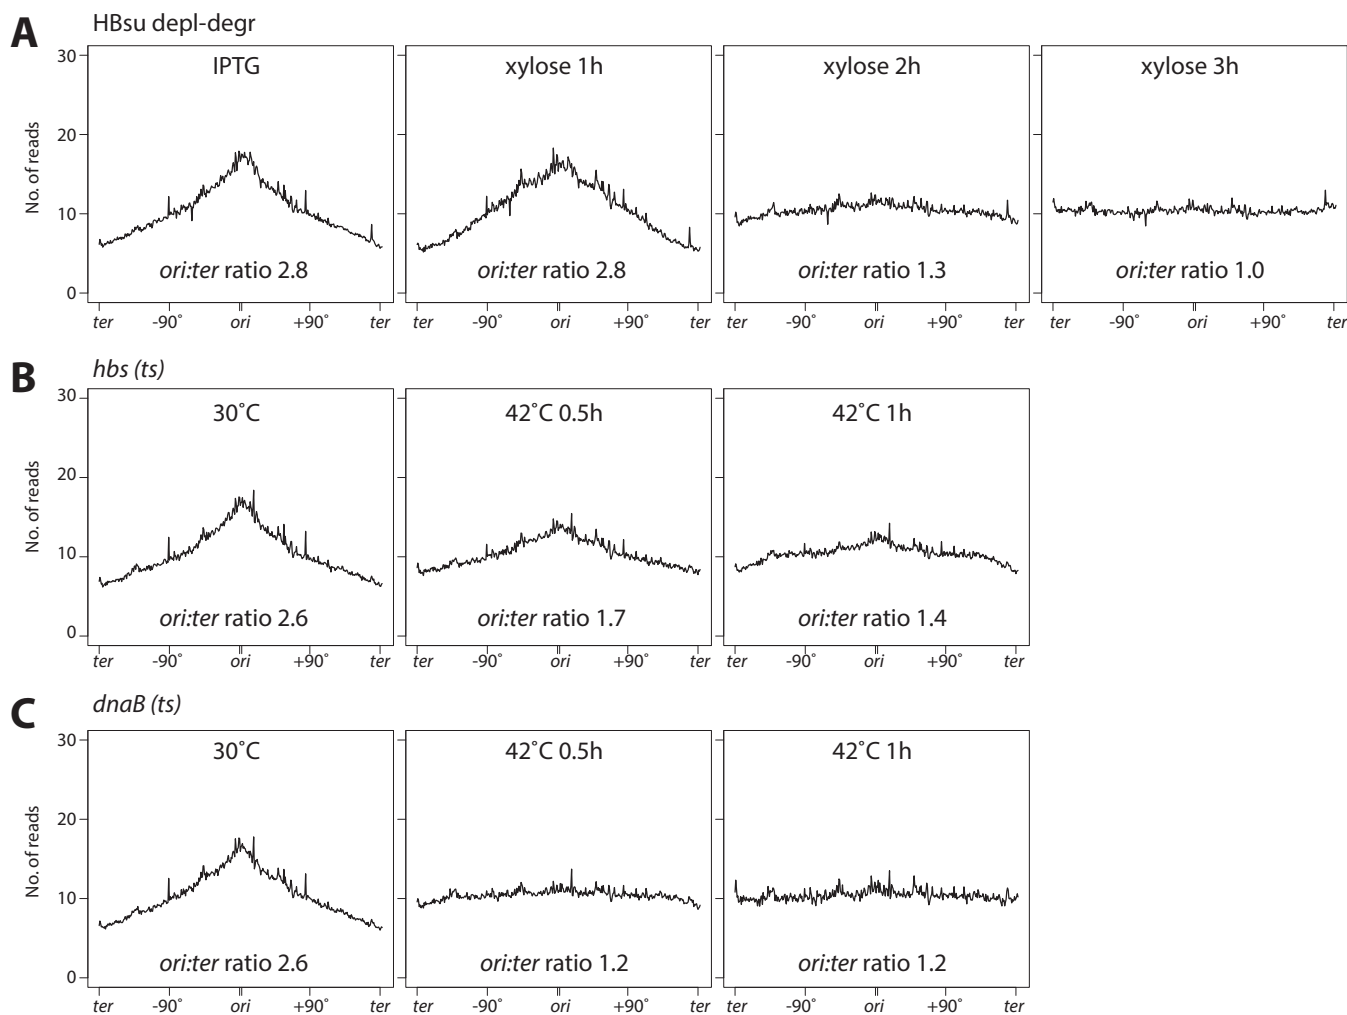 A
HBsu depl-degr
IPTG
xylose 1h
xylose 2h
xylose 3h
No. of reads
30
20
10
0
ori:ter ratio 2.8
ori:ter ratio 2.8
ori:ter ratio 1.3
ori:ter ratio 1.0
ter -90˚ ori +90˚ ter
ter -90˚ ori +90˚ ter
ter -90˚ ori +90˚ ter
ter -90˚ ori +90˚ ter
B
hbs (ts)
30˚C
42˚C 0.5h
42˚C 1h
No. of reads
30
20
10
0
ori:ter ratio 2.6
ori:ter ratio 1.7
ori:ter ratio 1.4
ter -90˚ ori +90˚ ter
ter -90˚ ori +90˚ ter
ter -90˚ ori +90˚ ter
C
dnaB (ts)
30˚C
42˚C 0.5h
42˚C 1h
No. of reads
30
20
10
0
ori:ter ratio 2.6
ori:ter ratio 1.2
ori:ter ratio 1.2
ter -90˚ ori +90˚ ter
ter -90˚ ori +90˚ ter
ter -90˚ ori +90˚ ter